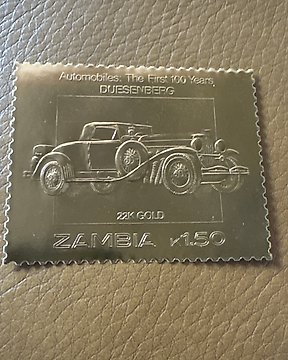 Automobiles: The First 100 Years
DUESENBERG
22K GOLD
ZAMBIA K1.50